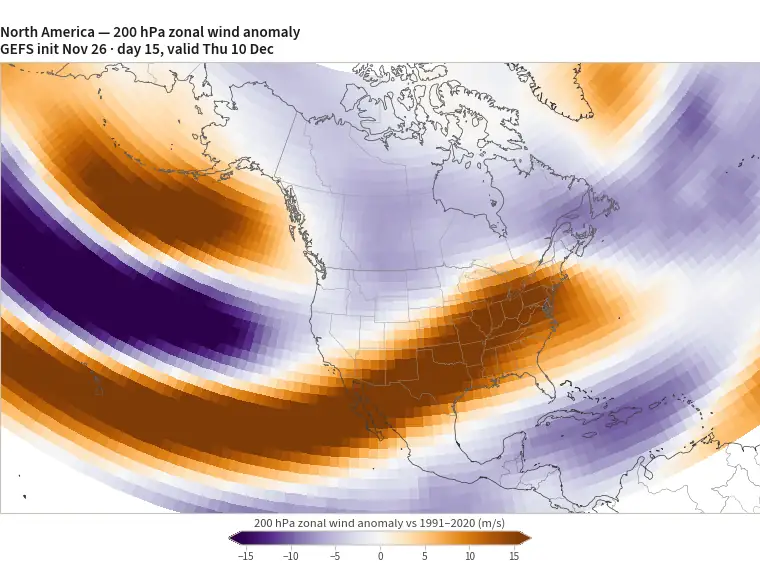 North America — 200 hPa zonal wind anomaly
GEFS init Nov 26 · day 15, valid Thu 10 Dec
200 hPa zonal wind anomaly vs 1991–2020 (m/s)
−15 −10 −5 0 5 10 15